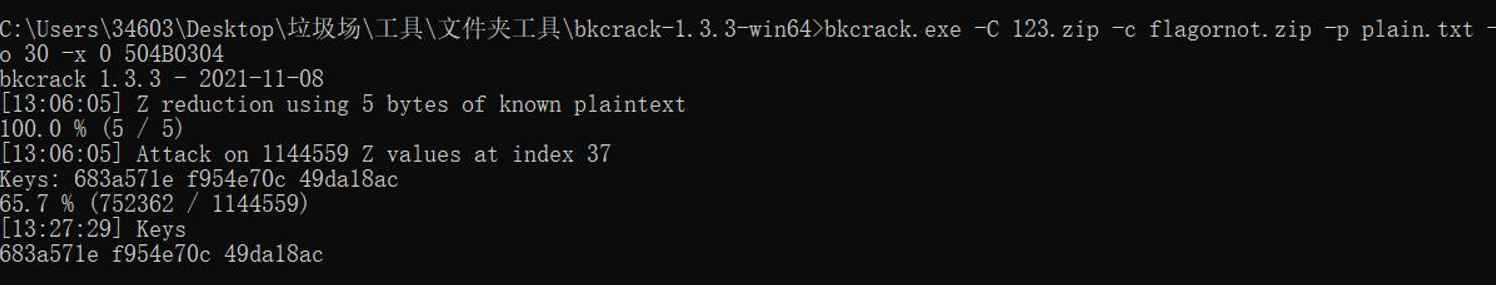 C:\Users\34603\Desktop\垃圾场\工具\文件夹工具\bkcrack-1.3.3-win64>bkcrack.exe -C 123.zip -c flagornot.zip -p plain.txt -
o 30 -x 0 504B0304
bkcrack 1.3.3 - 2021-11-08
[13:06:05] Z reduction using 5 bytes of known plaintext
100.0 % (5 / 5)
[13:06:05] Attack on 1144559 Z values at index 37
Keys: 683a571e f954e70c 49da18ac
65.7 % (752362 / 1144559)
[13:27:29] Keys
683a571e f954e70c 49da18ac